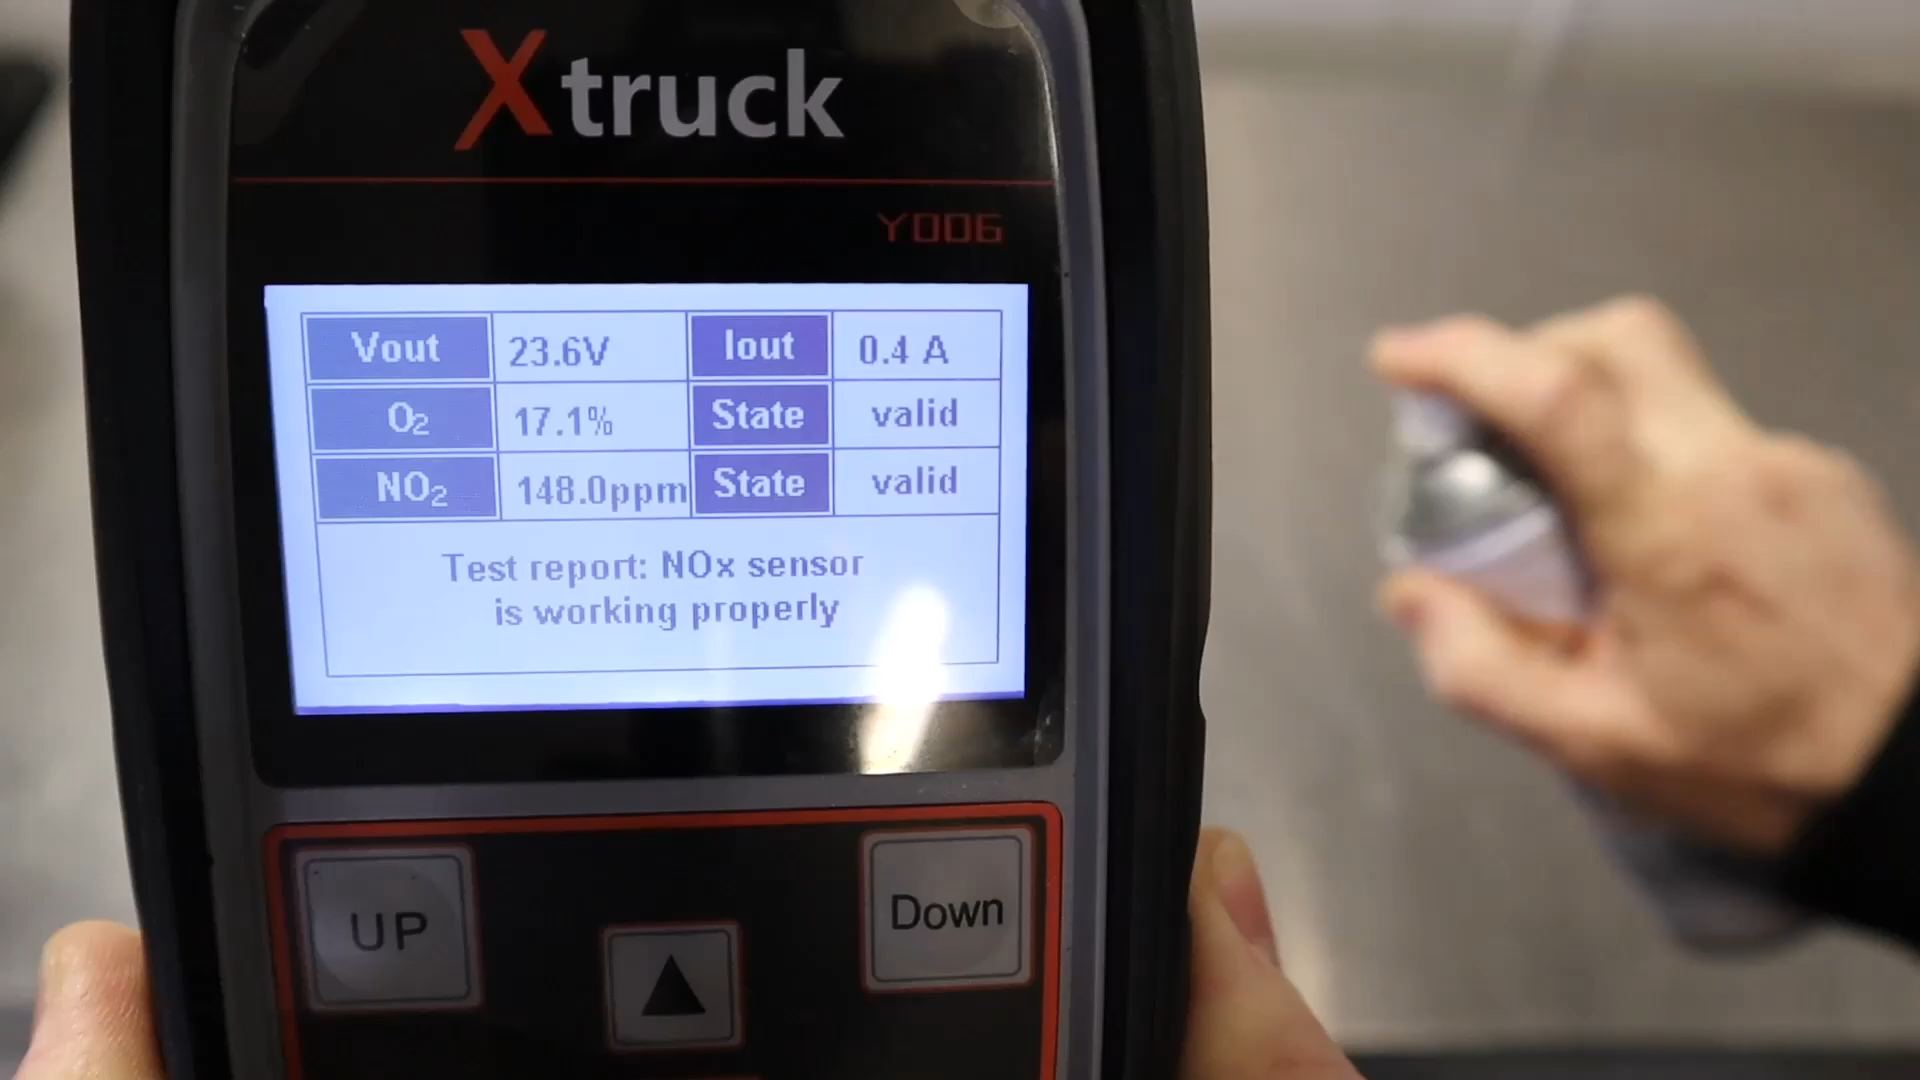 Xtruck
Y006
Vout 23.6V Iout 0.4 A
O₂ 17.1% State valid
NO₂ 148.0ppm State valid
Test report: NOx sensor
is working properly
UP
Down